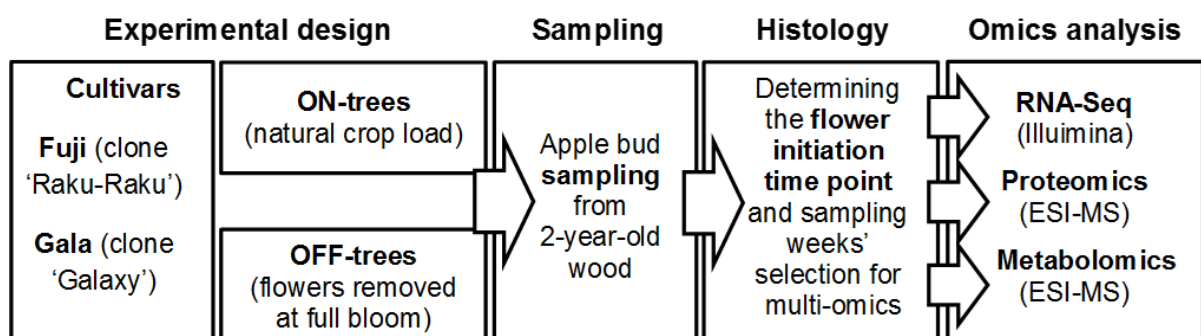 Experimental design
Sampling
Histology
Omics analysis
Cultivars
Fuji (clone
‘Raku-Raku’)
Gala (clone
‘Galaxy’)
ON-trees
(natural crop load)
OFF-trees
(flowers removed
at full bloom)
Apple bud
sampling
from
2-year-old
wood
Determining
the flower
initiation
time point
and sampling
weeks’
selection for
multi-omics
RNA-Seq
(Illuimina)
Proteomics
(ESI-MS)
Metabolomics
(ESI-MS)